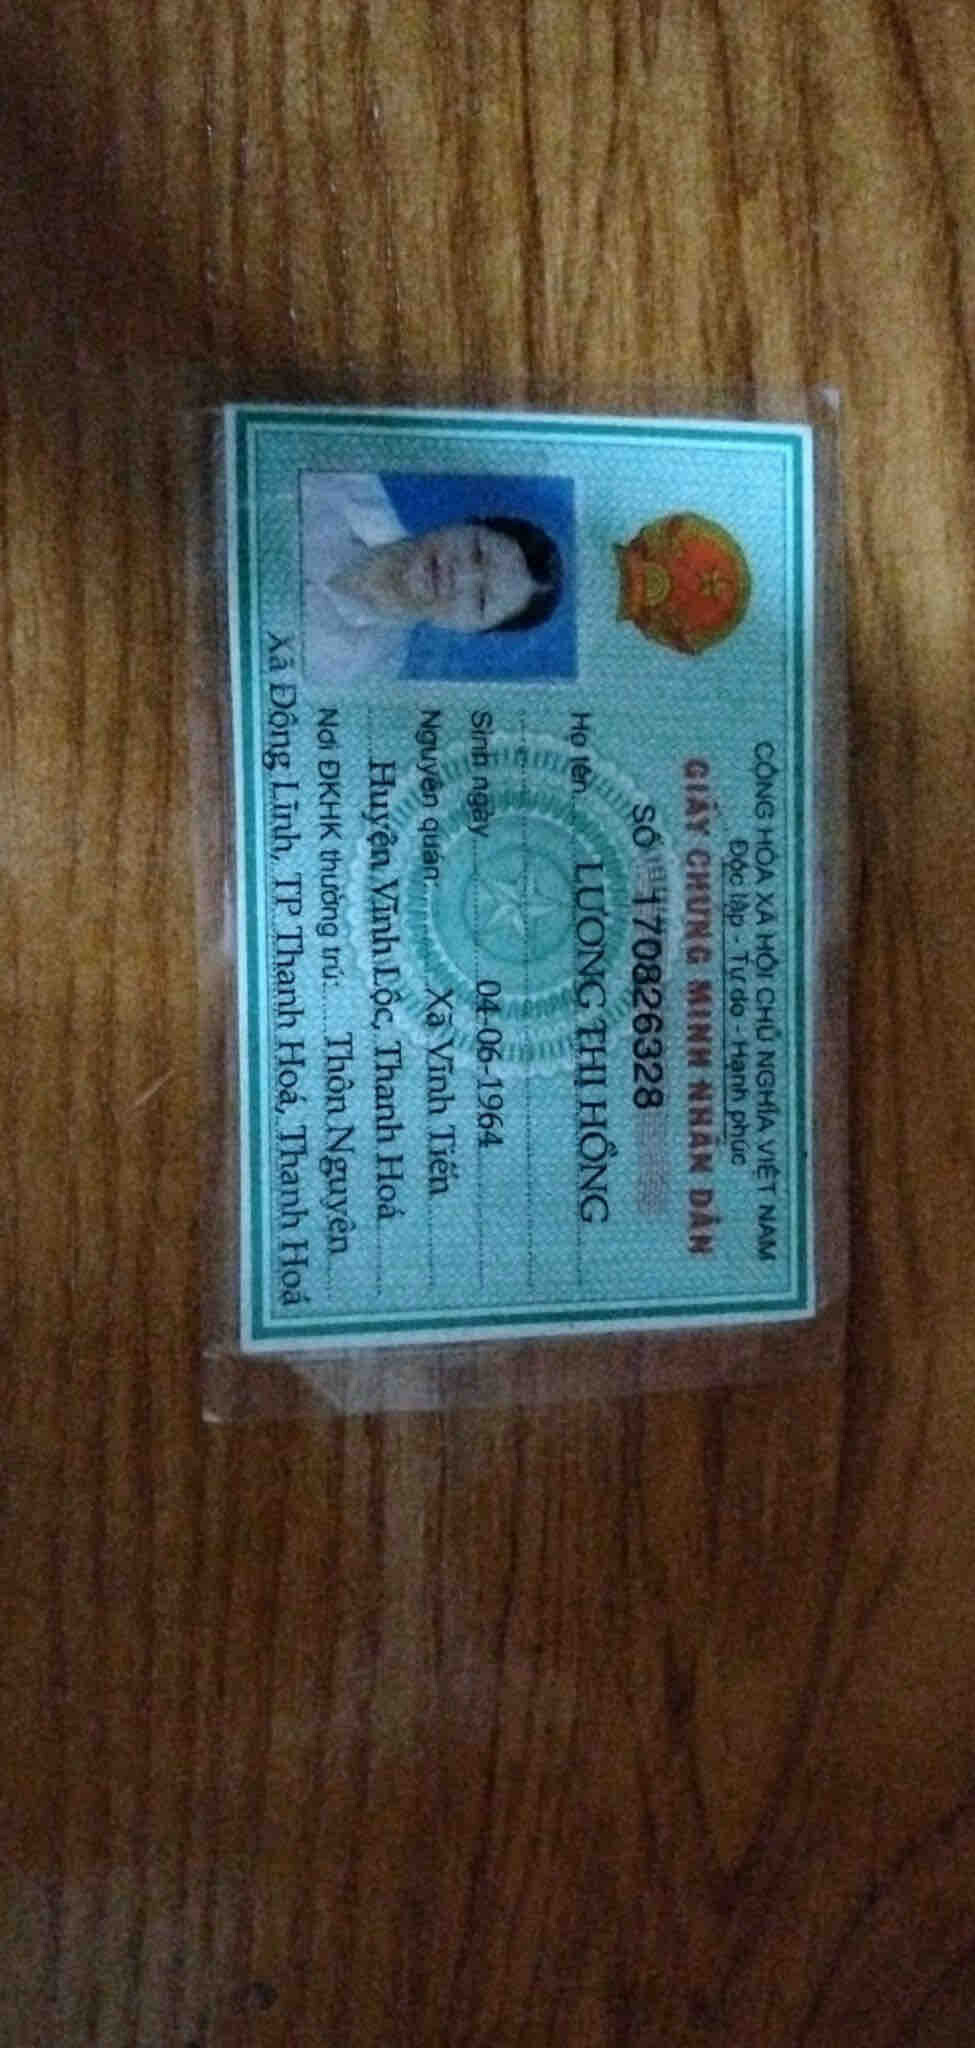 CỘNG HÒA XÃ HỘI CHỦ NGHĨA VIỆT NAM
Độc lập - Tự do - Hạnh phúc
GIẤY CHỨNG MINH NHÂN DÂN
SỐ 170826328
Họ tên LƯƠNG THỊ HỒNG
Sinh ngày 04-06-1964
Nguyên quán: Xã Vĩnh Tiến
Huyện Vĩnh Lộc, Thanh Hoá
Nơi ĐKHK thường trú: Thôn Nguyên
Xã Đông Lĩnh, TP Thanh Hoá, Thanh Hoá